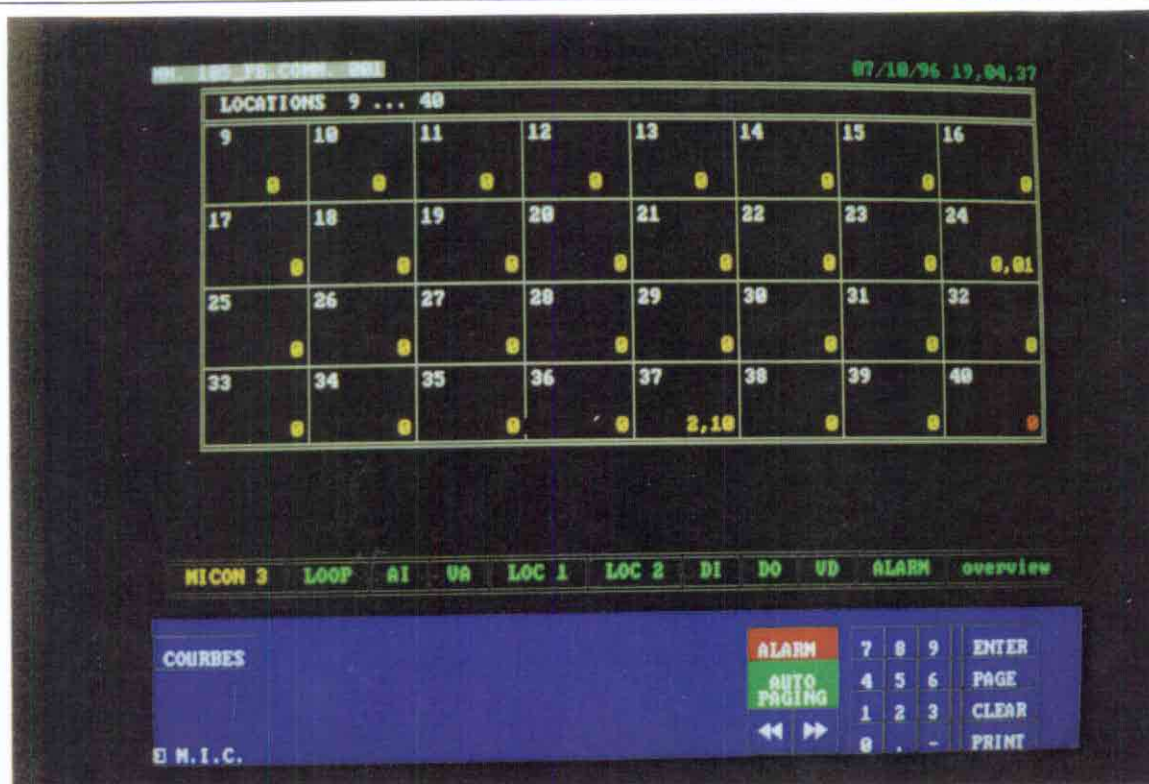 MM. 105_PB.COMM. 001 07/10/96 19,04,37
LOCATIONS 9 ... 40
9 10 11 12 13 14 15 16
0 0 0 0 0 0 0 0
17 18 19 20 21 22 23 24
0 0 0 0 0 0 0 0,01
25 26 27 28 29 30 31 32
0 0 0 0 0 0 0 0
33 34 35 36 37 38 39 40
0 0 0 0 2,10 0 0 0
MICON 3 LOOP AI VA LOC 1 LOC 2 DI DO VD ALARM overview
COURBES
ALARM 7 8 9 ENTER
AUTO PAGING 4 5 6 PAGE
1 2 3 CLEAR
0 . - PRINT
M.I.C.